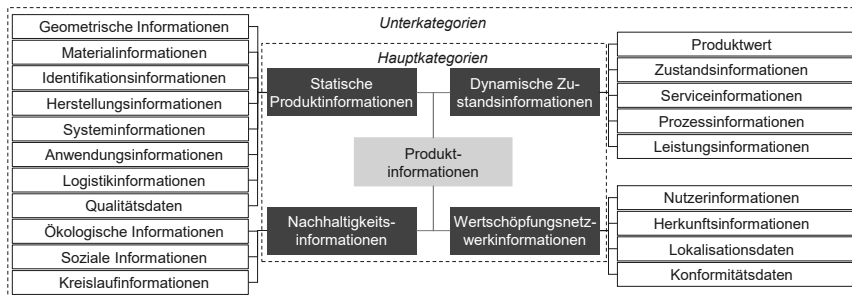 Unterkategorien
Hauptkategorien
Geometrische Informationen
Materialinformationen
Identifikationsinformationen
Herstellungsinformationen
Systeminformationen
Anwendungsinformationen
Logistikinformationen
Qualitätsdaten
Ökologische Informationen
Soziale Informationen
Kreislaufinformationen
Statische
Produktinformationen
Dynamische Zu-
standsinformationen
Produkt-
informationen
Nachhaltigkeits-
informationen
Wertschöpfungsnetz-
werkinformationen
Produktwert
Zustandsinformationen
Serviceinformationen
Prozessinformationen
Leistungsinformationen
Nutzerinformationen
Herkunftsinformationen
Lokalisationsdaten
Konformitätsdaten